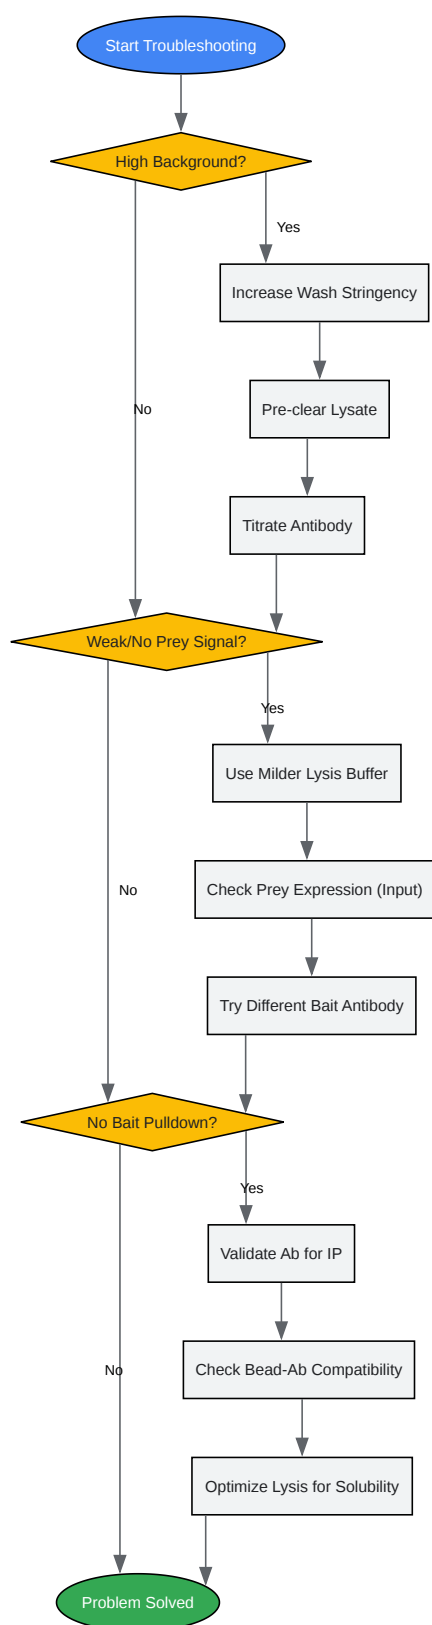 Start Troubleshooting
High Background?
Yes
Increase Wash Stringency
Pre-clear Lysate
No
Titrate Antibody
Weak/No Prey Signal?
Yes
Use Milder Lysis Buffer
Check Prey Expression (Input)
No
Try Different Bait Antibody
No Bait Pulldown?
Yes
Validate Ab for IP
Check Bead-Ab Compatibility
No
Optimize Lysis for Solubility
Problem Solved